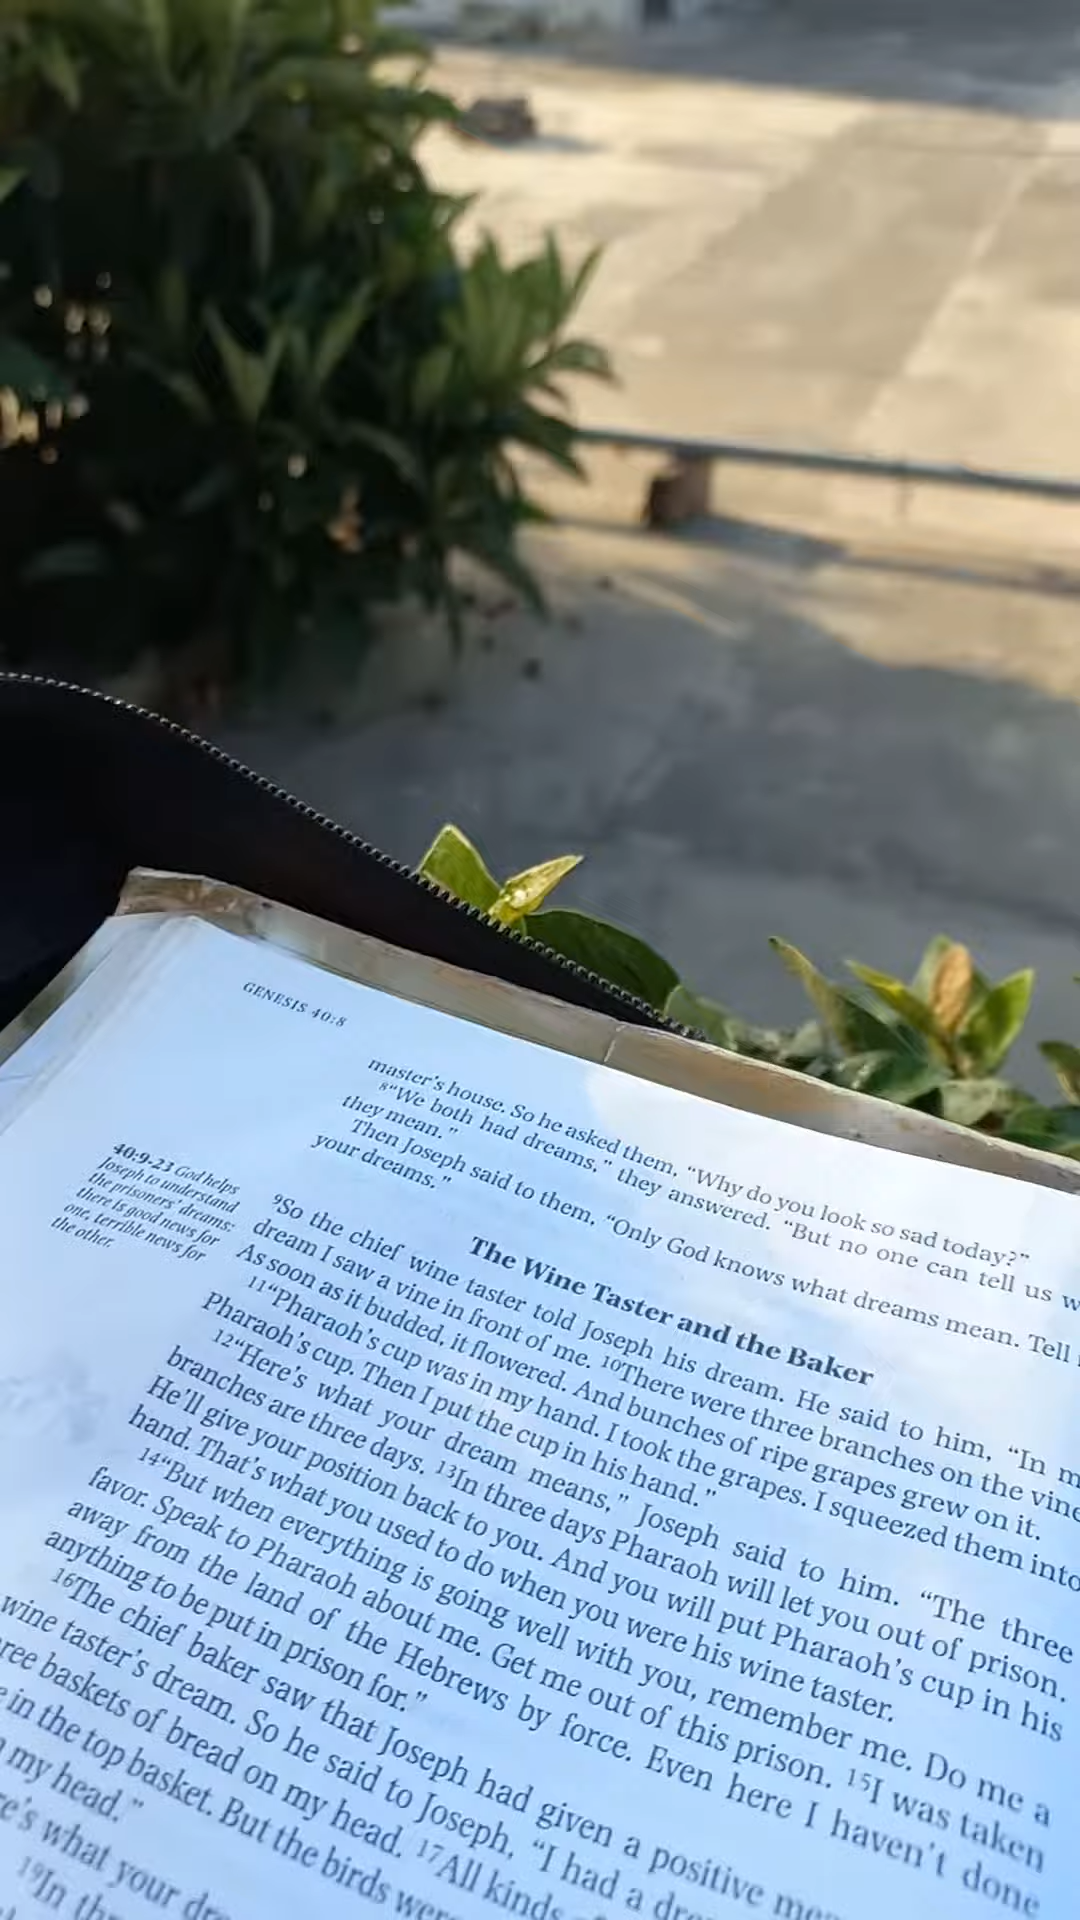 GENESIS 40:8
40:9-23 God helps
Joseph to understand
the prisoners' dreams:
there is good news for
one, terrible news for
the other.
master's house. So he asked them, “Why do you look so sad today?”
8“We both had dreams,” they answered. “But no one can tell us
they mean.”
Then Joseph said to them, “Only God knows what dreams mean. Tell
your dreams.”
The Wine Taster and the Baker
9So the chief wine taster told Joseph his dream. He said to him, “In
dream I saw a vine in front of me. 10There were three branches on the vine
As soon as it budded, it flowered. And bunches of ripe grapes grew on it.
11“Pharaoh's cup was in my hand. I took the grapes. I squeezed them into
Pharaoh's cup. Then I put the cup in his hand.”
12“Here's what your dream means,” Joseph said to him. “The three
branches are three days. 13In three days Pharaoh will let you out of prison.
He'll give your position back to you. And you will put Pharaoh's cup in his
hand. That's what you used to do when you were his wine taster.
14“But when everything is going well with you, remember me. Do me a
favor. Speak to Pharaoh about me. Get me out of this prison. 15I was taken
away from the land of the Hebrews by force. Even here I haven't done
anything to be put in prison for.”
16The chief baker saw that Joseph had given a positive
wine taster's dream. So he said to Joseph, “I had a
baskets of bread on my head. 17All kinds
in the top basket. But the birds
my head.”
what your
19In